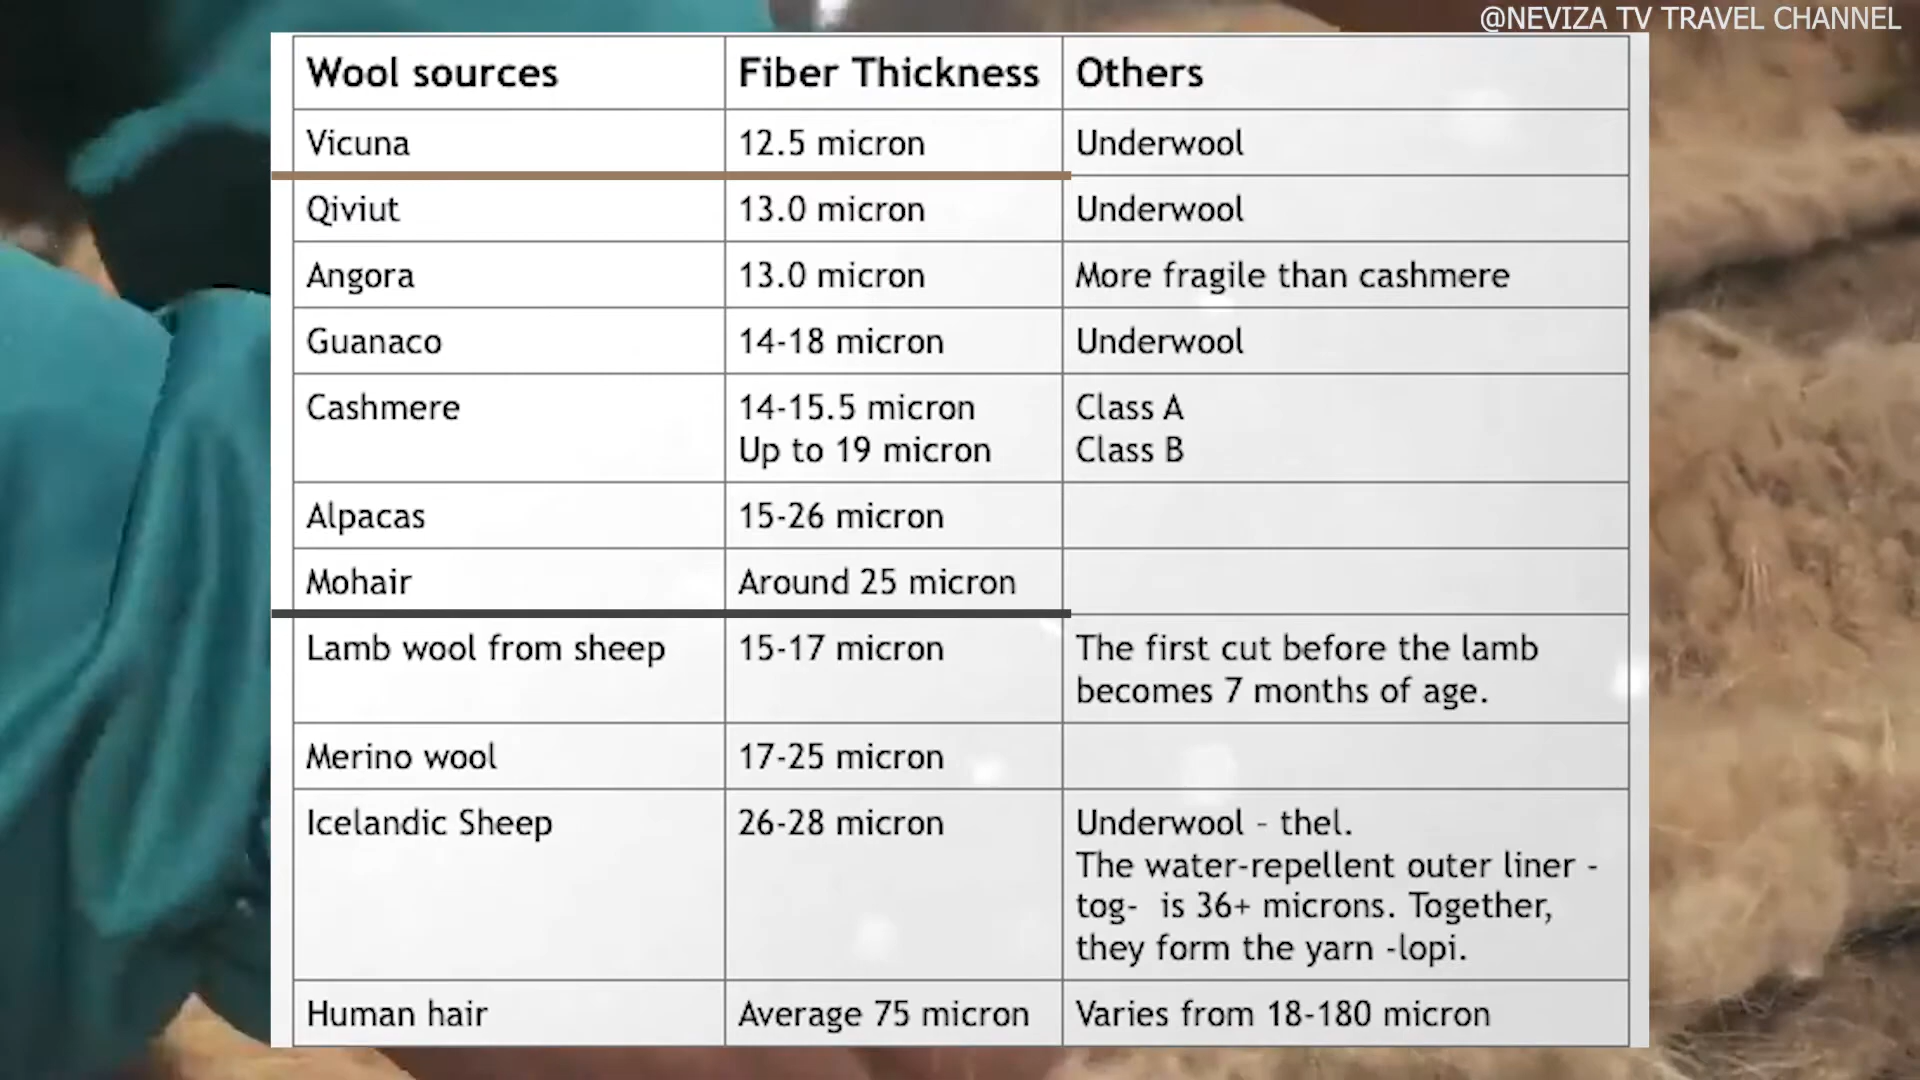 @NEVIZA TV TRAVEL CHANNEL
Wool sources Fiber Thickness Others
Vicuna 12.5 micron Underwool
Qiviut 13.0 micron Underwool
Angora 13.0 micron More fragile than cashmere
Guanaco 14-18 micron Underwool
Cashmere 14-15.5 micron Class A
Up to 19 micron Class B
Alpacas 15-26 micron
Mohair Around 25 micron
Lamb wool from sheep 15-17 micron The first cut before the lamb
becomes 7 months of age.
Merino wool 17-25 micron
Icelandic Sheep 26-28 micron Underwool - thel.
The water-repellent outer liner -
tog- is 36+ microns. Together,
they form the yarn -lopi.
Human hair Average 75 micron Varies from 18-180 micron